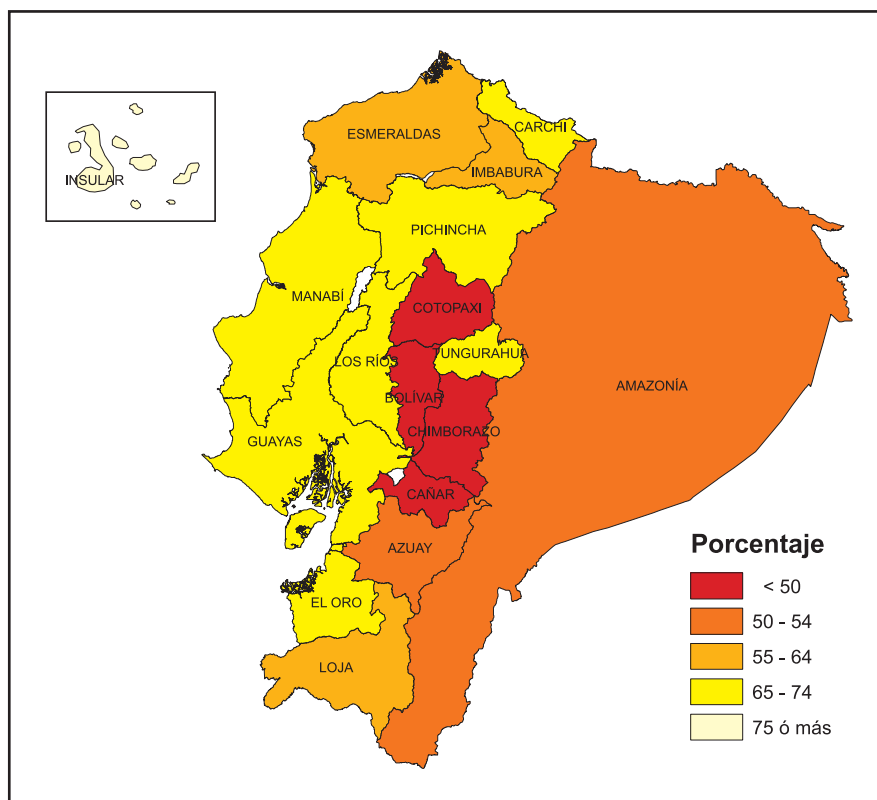 CARCHI
ESMERALDAS
IMBABURA
INSULAR
PICHINCHA
MANABÍ
COTOPAXI
LOS RÍOS
TUNGURAHUA
AMAZONÍA
BOLÍVAR
CHIMBORAZO
GUAYAS
CAÑAR
AZUAY
EL ORO
LOJA
Porcentaje
< 50
50 - 54
55 - 64
65 - 74
75 ó más